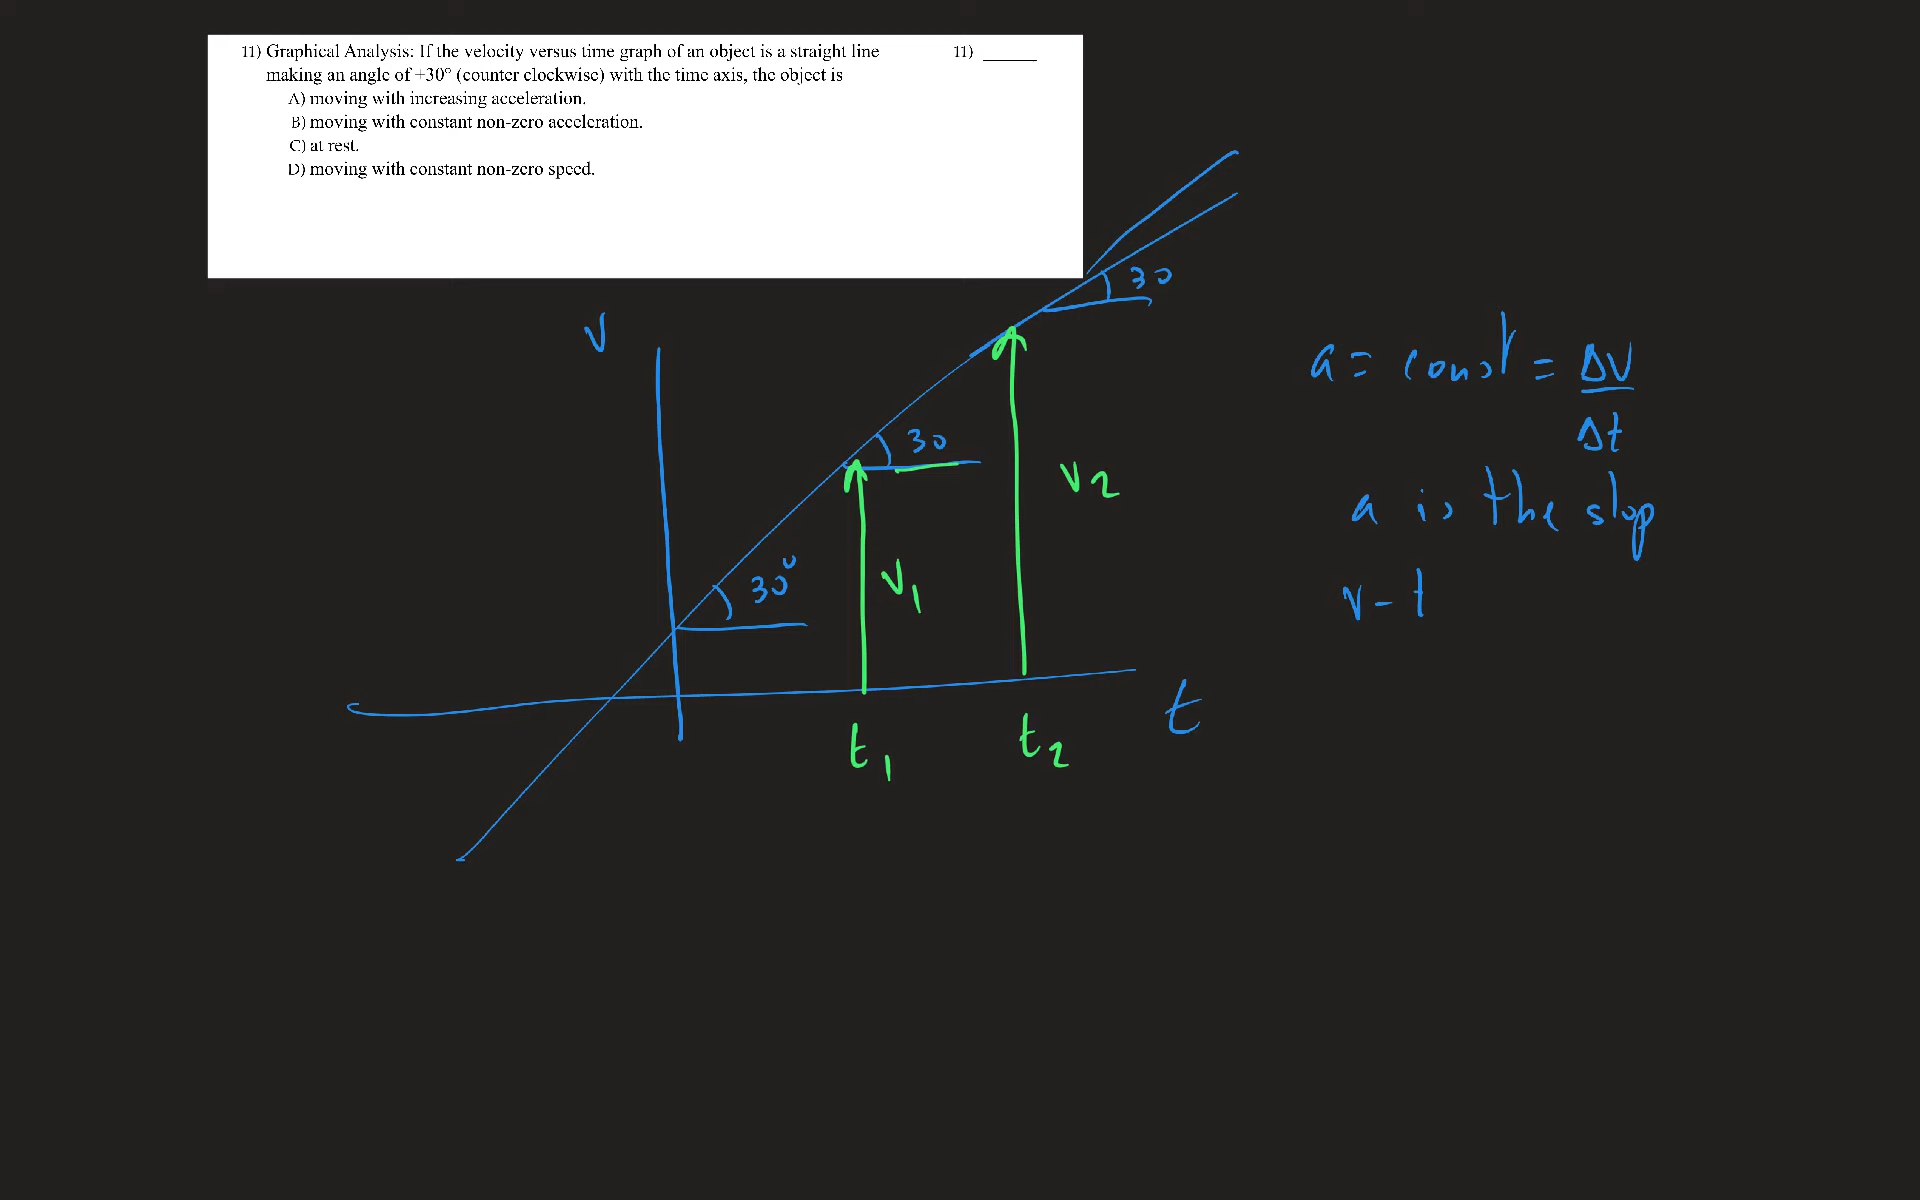 11) Graphical Analysis: If the velocity versus time graph of an object is a straight line
making an angle of +30° (counter clockwise) with the time axis, the object is
11) ______
A) moving with increasing acceleration.
B) moving with constant non-zero acceleration.
C) at rest.
D) moving with constant non-zero speed.
30
V
a = const = ΔV
Δt
30
V2
a is the slop
30°
V1
v - t
t
t1
t2